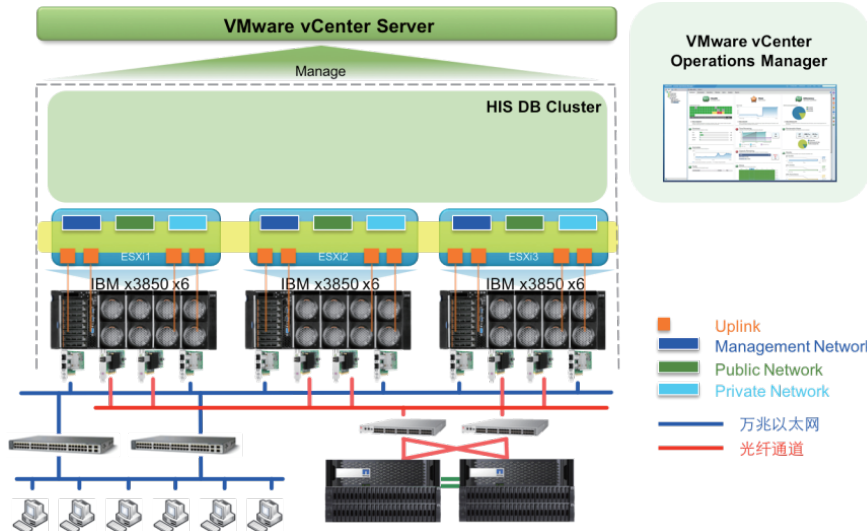 VMware vCenter Server
Manage
HIS DB Cluster
VMware vCenter
Operations Manager
ESXi1
ESXi2
ESXi3
IBM x3850 x6
IBM x3850 x6
IBM x3850 x6
Uplink
Management Network
Public Network
Private Network
万兆以太网
光纤通道